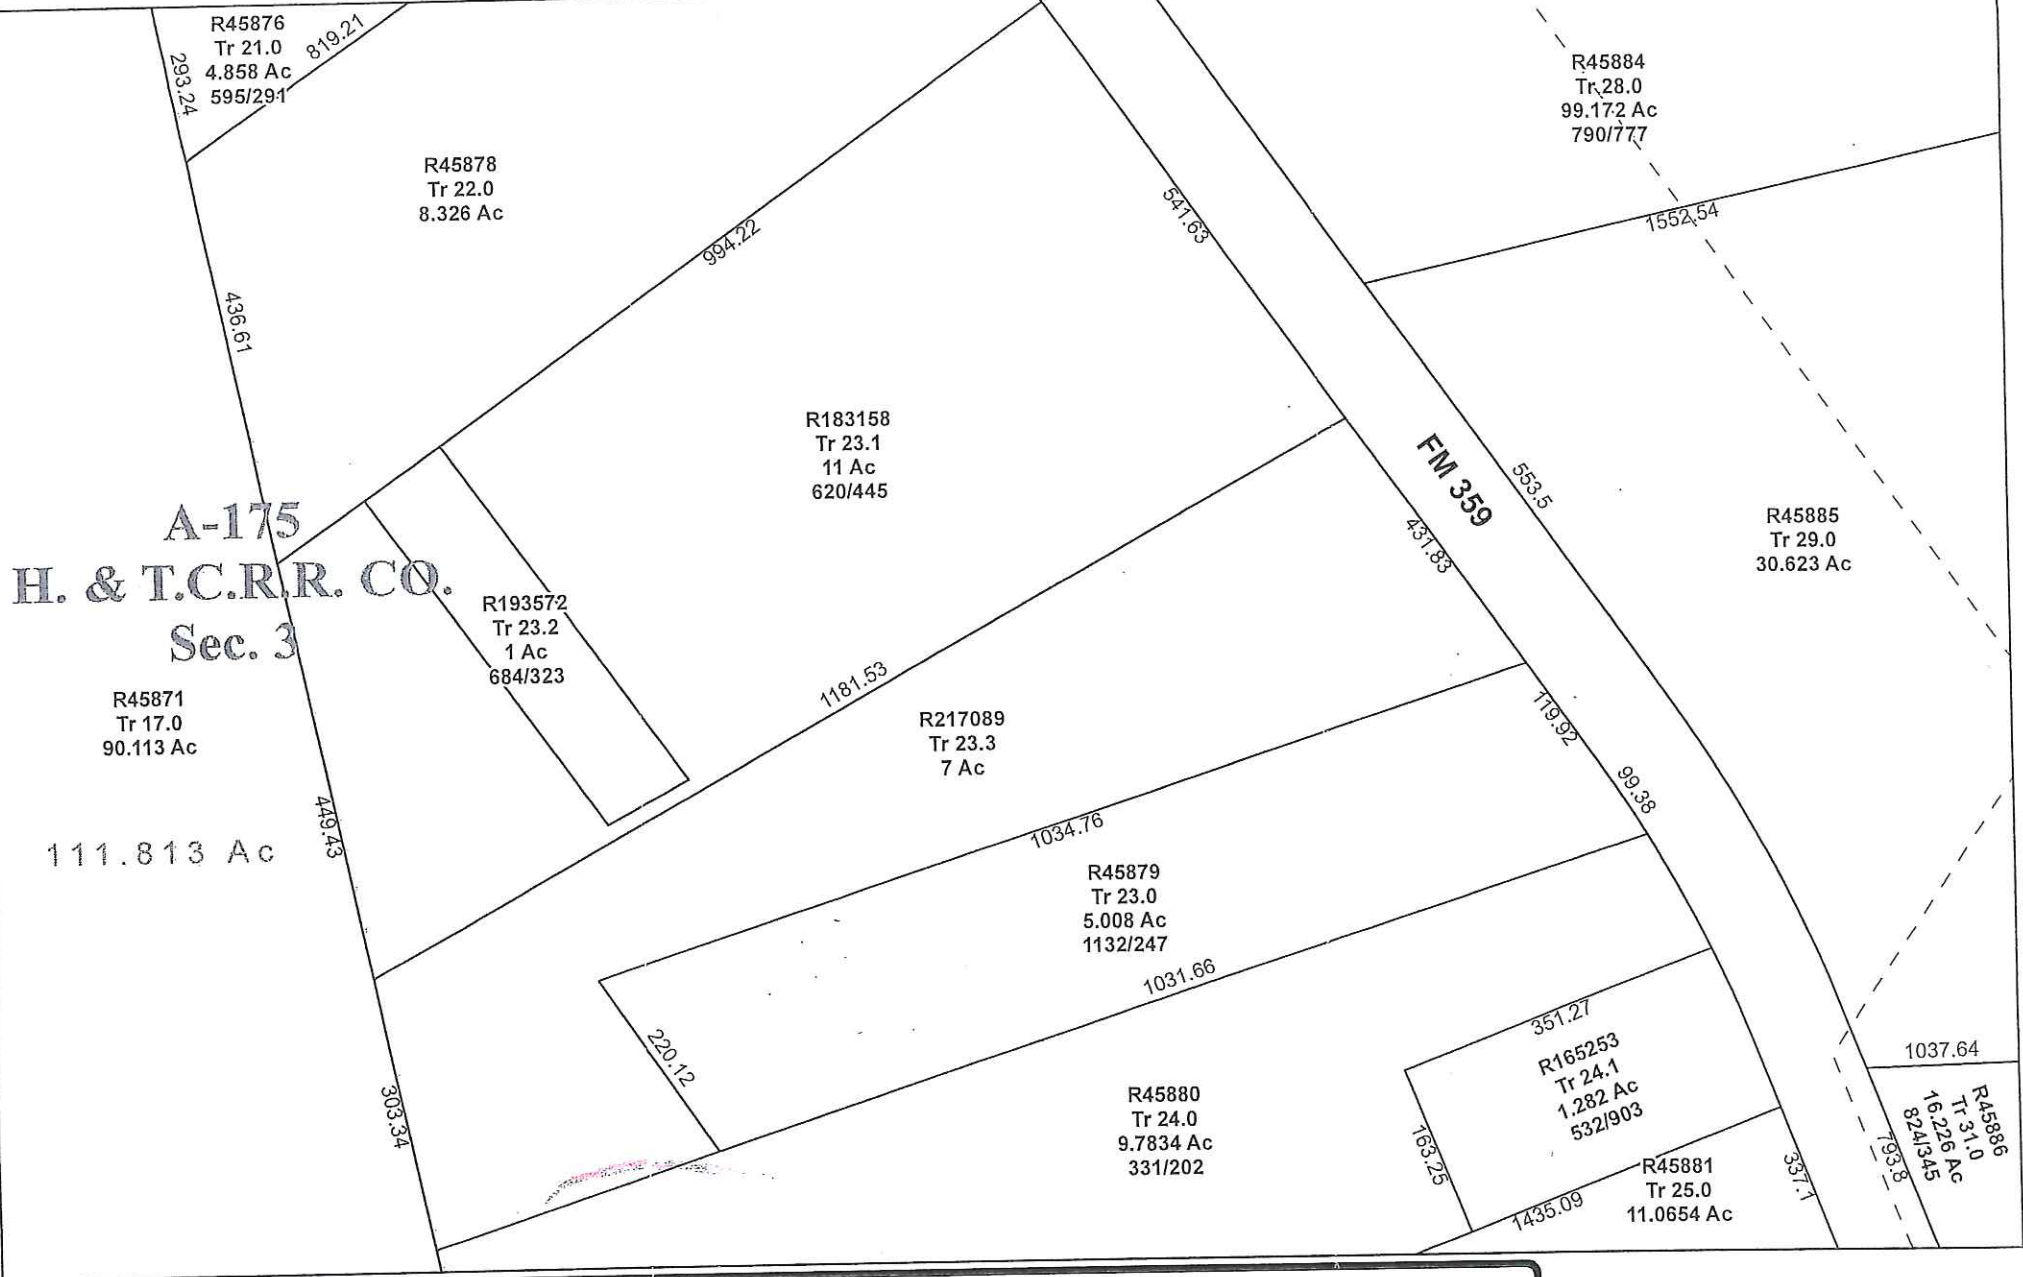 R45876
Tr 21.0
4.858 Ac
595/291
819.21
293.24
R45884
Tr 28.0
99.172 Ac
790/777
R45878
Tr 22.0
8.326 Ac
994.22
541.63
1552.54
436.61
R183158
Tr 23.1
11 Ac
620/445
FM 359
553.5
431.83
R45885
Tr 29.0
30.623 Ac
A-175
H. & T.C.R.R. CO.
Sec. 3
R193572
Tr 23.2
1 Ac
684/323
R45871
Tr 17.0
90.113 Ac
1181.53
R217089
Tr 23.3
7 Ac
119.92
99.38
449.43
111.813 Ac
1034.76
R45879
Tr 23.0
5.008 Ac
1132/247
1031.66
220.12
351.27
R165253
Tr 24.1
1.282 Ac
532/903
1037.64
R45886
Tr 31.0
16.226 Ac
824/345
793.8
303.34
R45880
Tr 24.0
9.7834 Ac
331/202
163.25
R45881
Tr 25.0
11.0654 Ac
337.1
1435.09